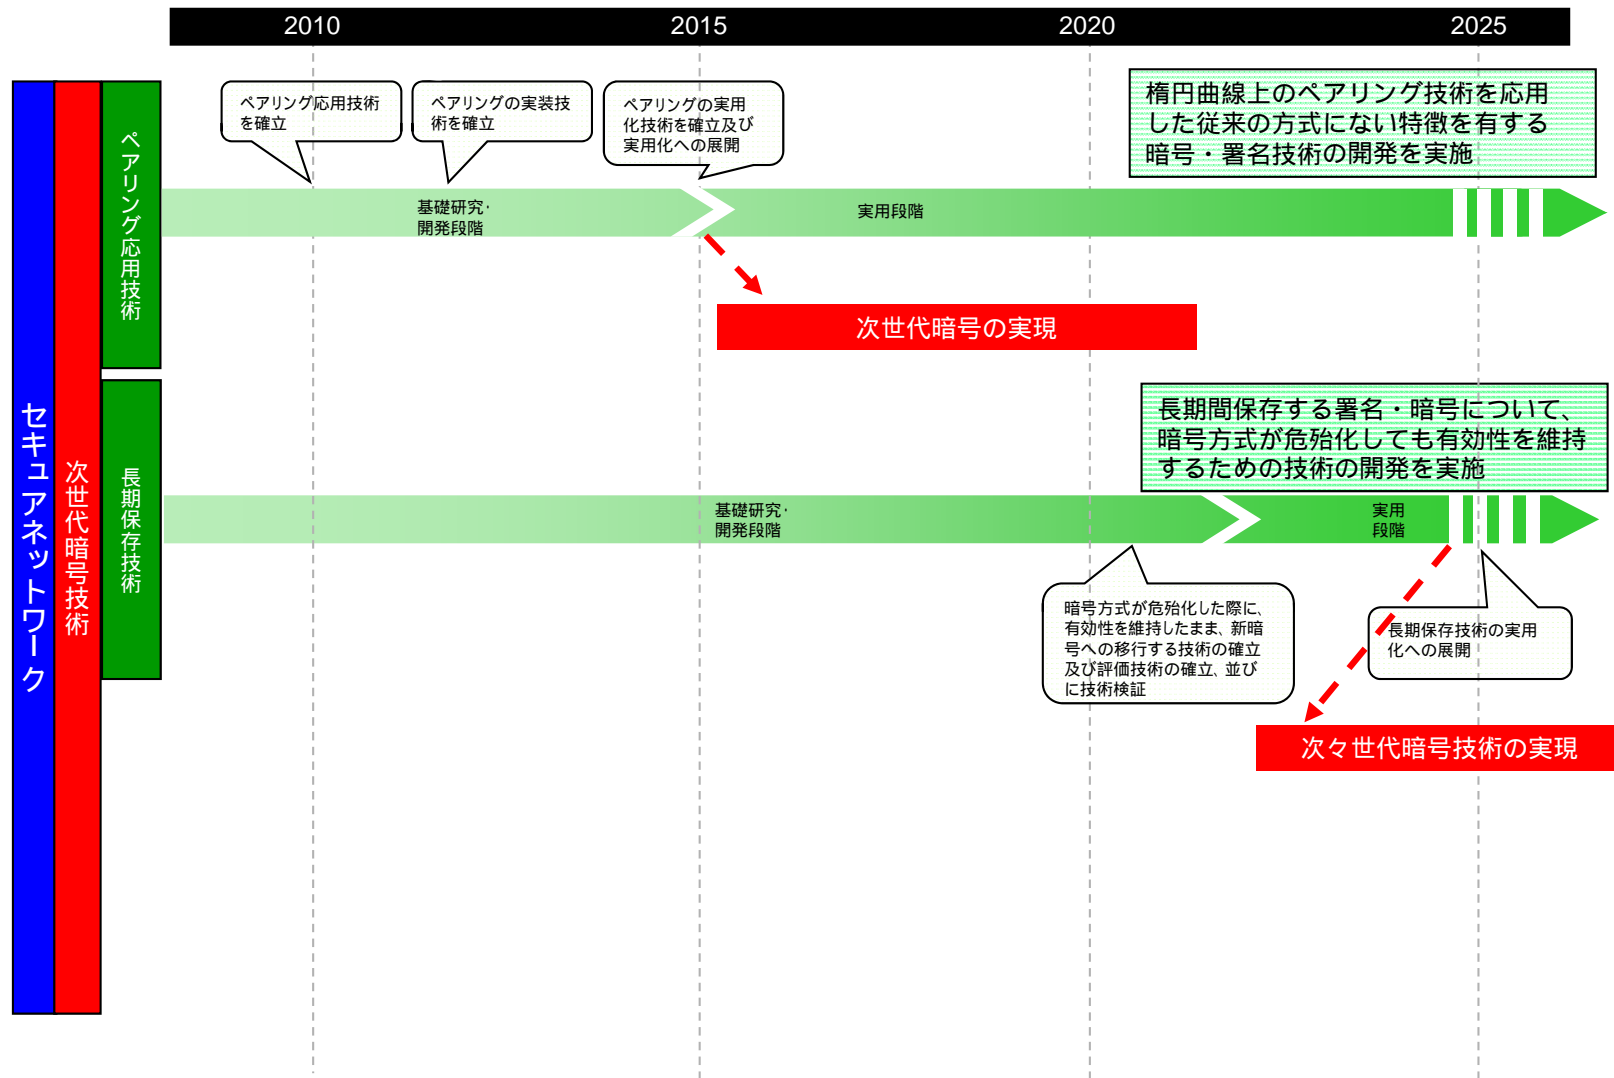 2010
2015
2020
2025
セキュアネットワーク
次世代暗号技術
ペアリング応用技術
ペアリング応用技術
を確立
ペアリングの実装技
術を確立
ペアリングの実用
化技術を確立及び
実用化への展開
楕円曲線上のペアリング技術を応用
した従来の方式にない特徴を有する
暗号・署名技術の開発を実施
基礎研究・
開発段階
実用段階
次世代暗号の実現
長期保存技術
長期間保存する署名・暗号について、
暗号方式が危殆化しても有効性を維持
するための技術の開発を実施
基礎研究・
開発段階
実用
段階
暗号方式が危殆化した際に、
有効性を維持したまま、新暗
号への移行する技術の確立
及び評価技術の確立、並び
に技術検証
長期保存技術の実用
化への展開
次々世代暗号技術の実現